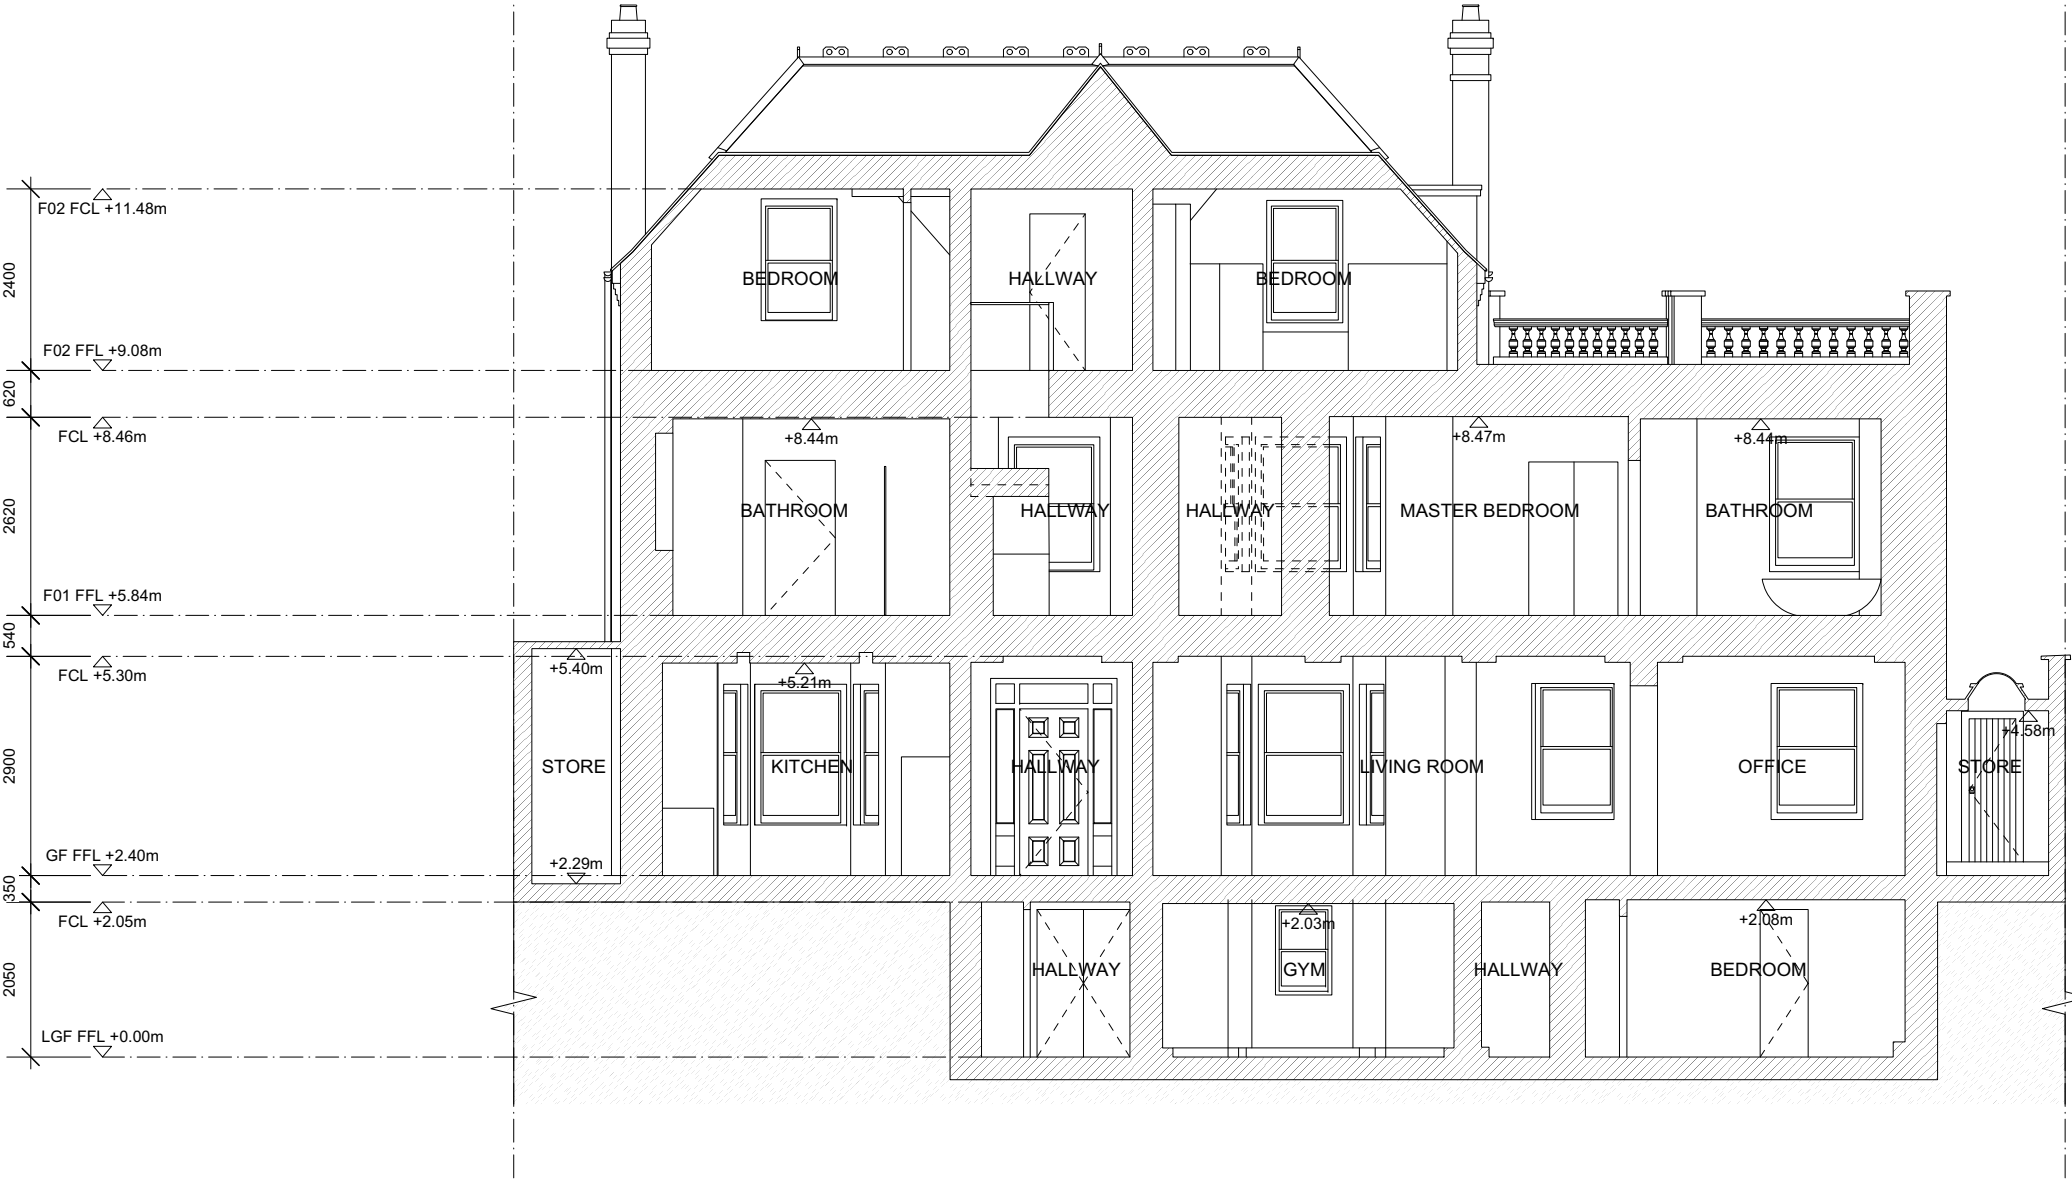 F02 FCL +11.48m
2400
BEDROOM
HALLWAY
BEDROOM
F02 FFL +9.08m
620
FCL +8.46m
+8.44m
+8.47m
+8.44m
2620
BATHROOM
HALLWAY
HALLWAY
MASTER BEDROOM
BATHROOM
F01 FFL +5.84m
540
FCL +5.30m
+5.40m
+5.21m
+4.58m
2900
STORE
KITCHEN
HALLWAY
LIVING ROOM
OFFICE
STORE
GF FFL +2.40m
+2.29m
350
FCL +2.05m
+2.03m
+2.08m
2050
HALLWAY
GYM
HALLWAY
BEDROOM
LGF FFL +0.00m